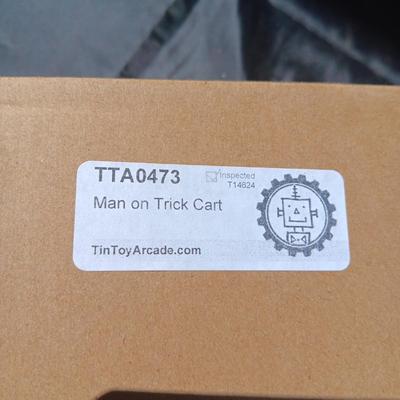 TTA0473
Inspected
T14624
Man on Trick Cart
TinToyArcade.com